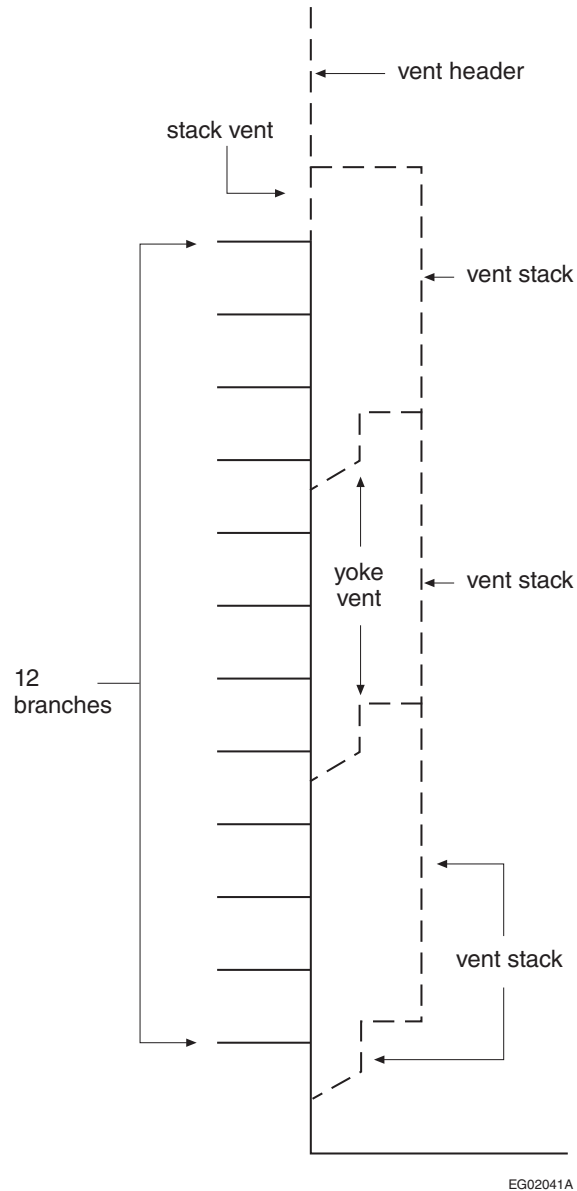 vent header
stack vent
vent stack
yoke
vent
vent stack
12
branches
vent stack
EG02041A